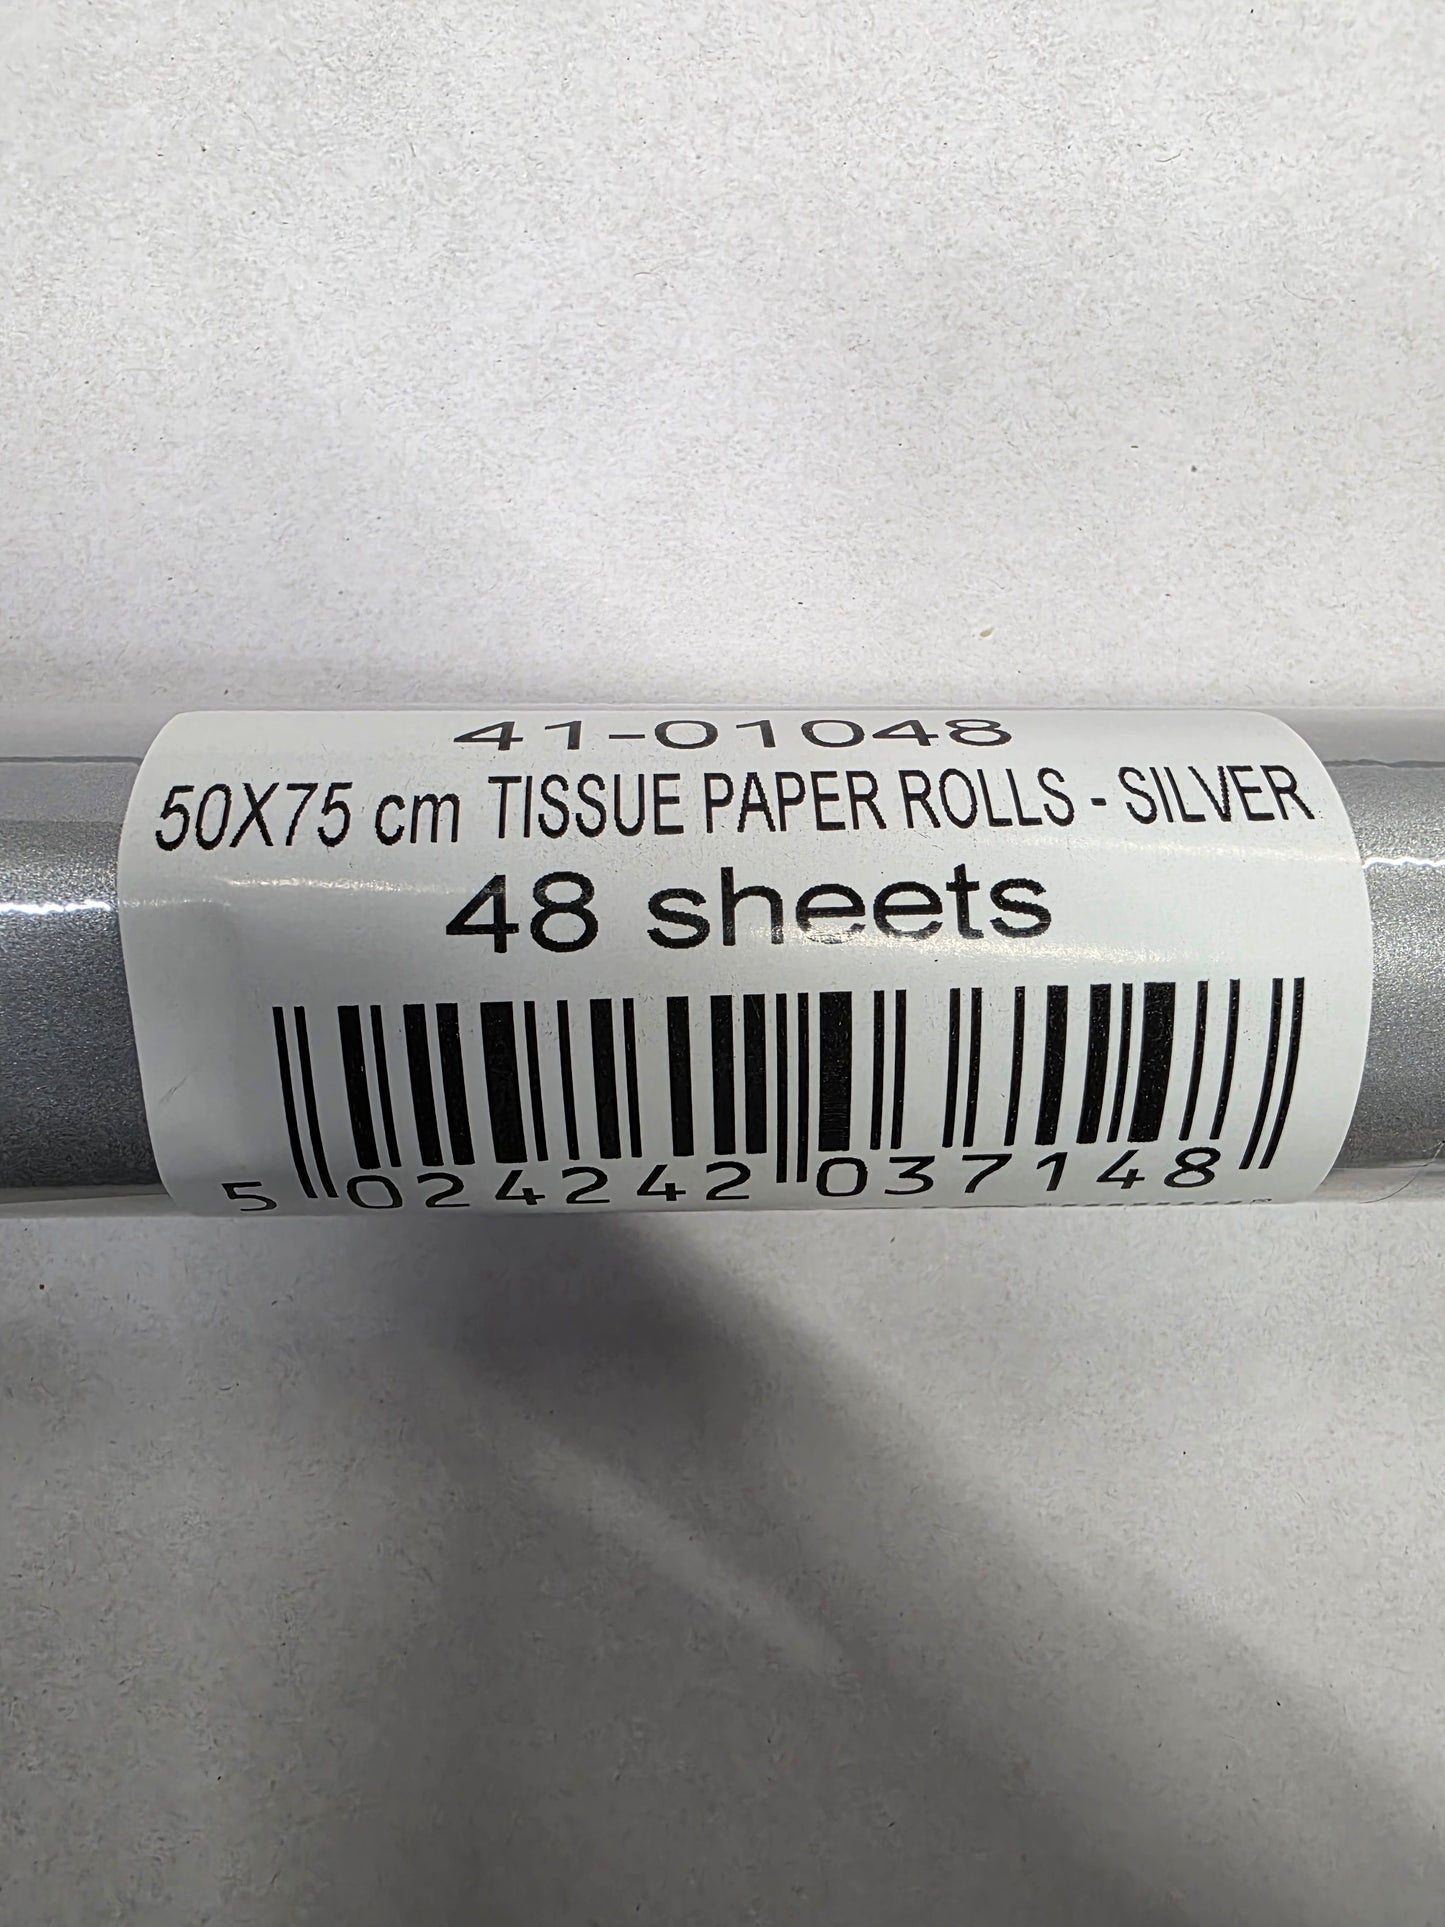 41-01048
50X75 cm TISSUE PAPER ROLLS - SILVER
48 sheets
5 024242 037148